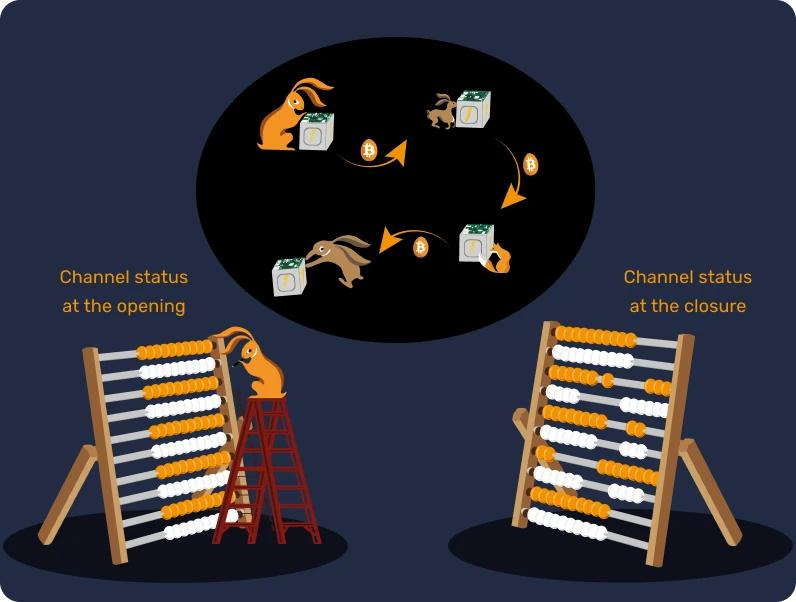 Channel status
at the opening
Channel status
at the closure